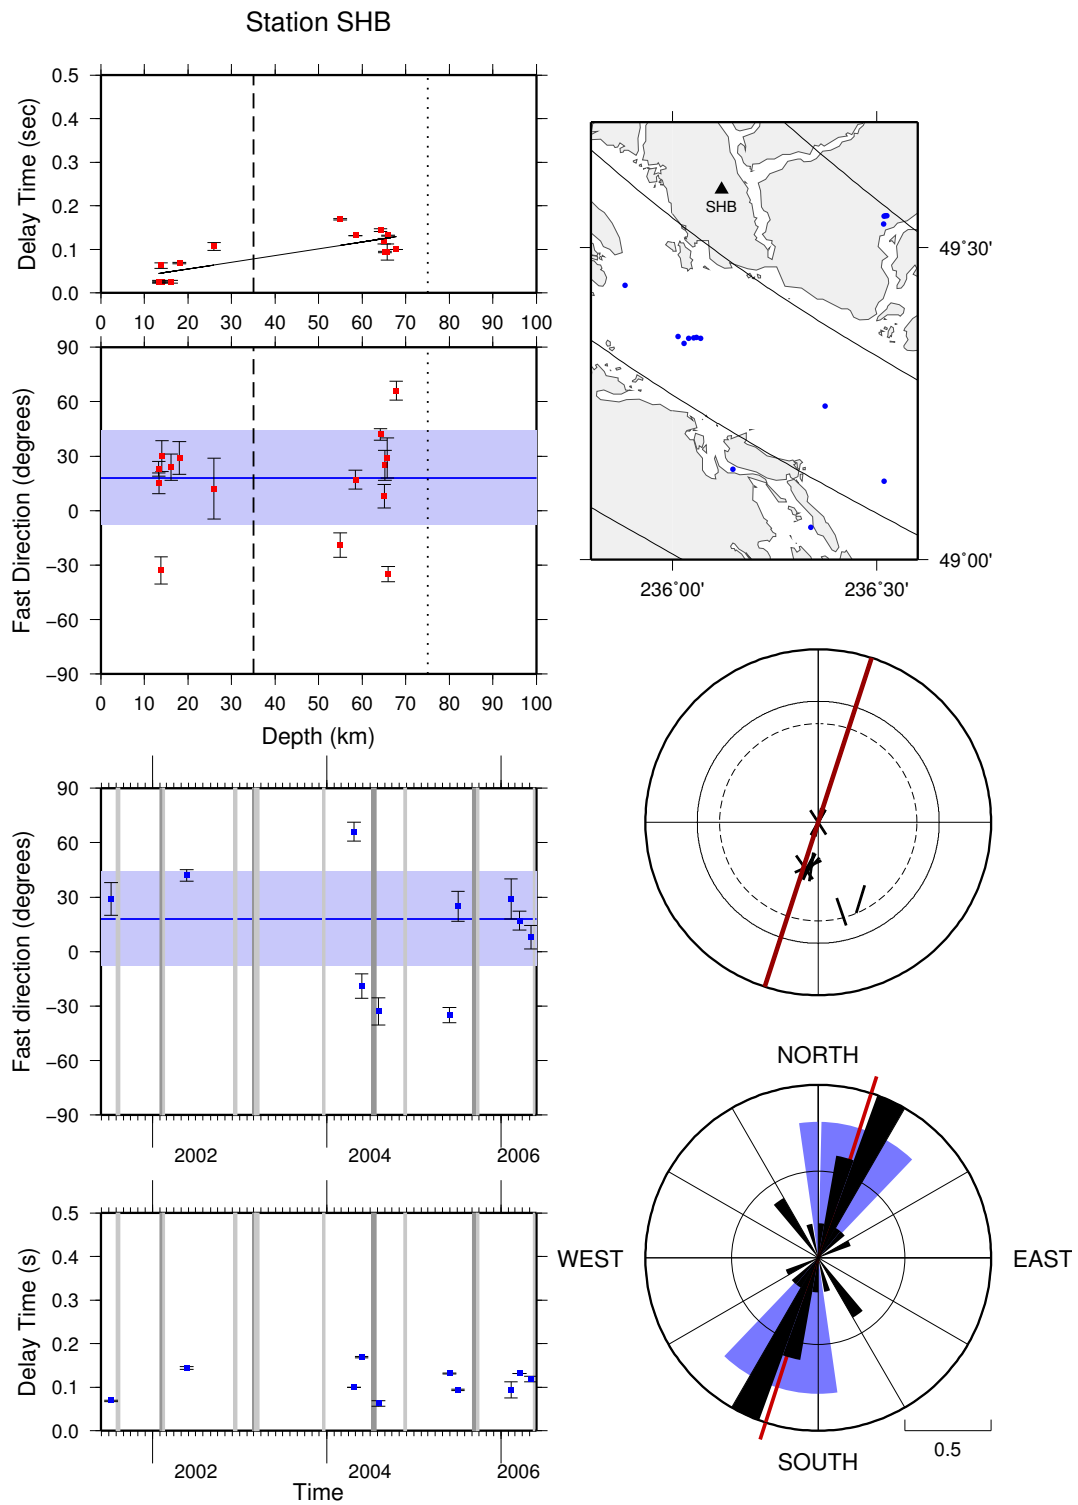 Station SHB
Delay Time (sec)
0.5
0.4
0.3
0.2
0.1
0.0
0 10 20 30 40 50 60 70 80 90 100
Fast Direction (degrees)
90
60
30
0
−30
−60
−90
0 10 20 30 40 50 60 70 80 90 100
Depth (km)
SHB
49°30'
49°00'
236°00' 236°30'
Fast direction (degrees)
90
60
30
0
−30
−60
−90
2002 2004 2006
Delay Time (s)
0.5
0.4
0.3
0.2
0.1
0.0
2002 2004 2006
Time
NORTH
WEST EAST
SOUTH
0.5